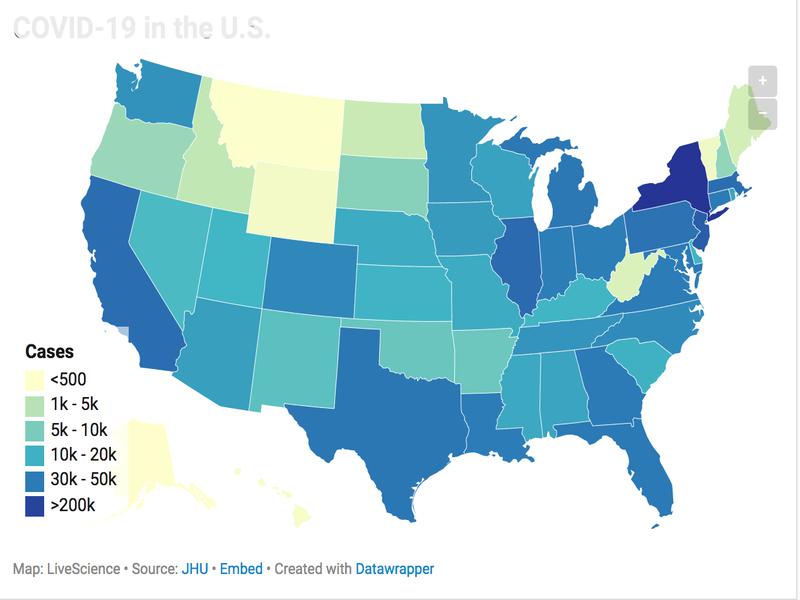 COVID-19 in the U.S.
+
−
Cases
<500
1k - 5k
5k - 10k
10k - 20k
30k - 50k
>200k
Map: LiveScience • Source: JHU • Embed • Created with Datawrapper